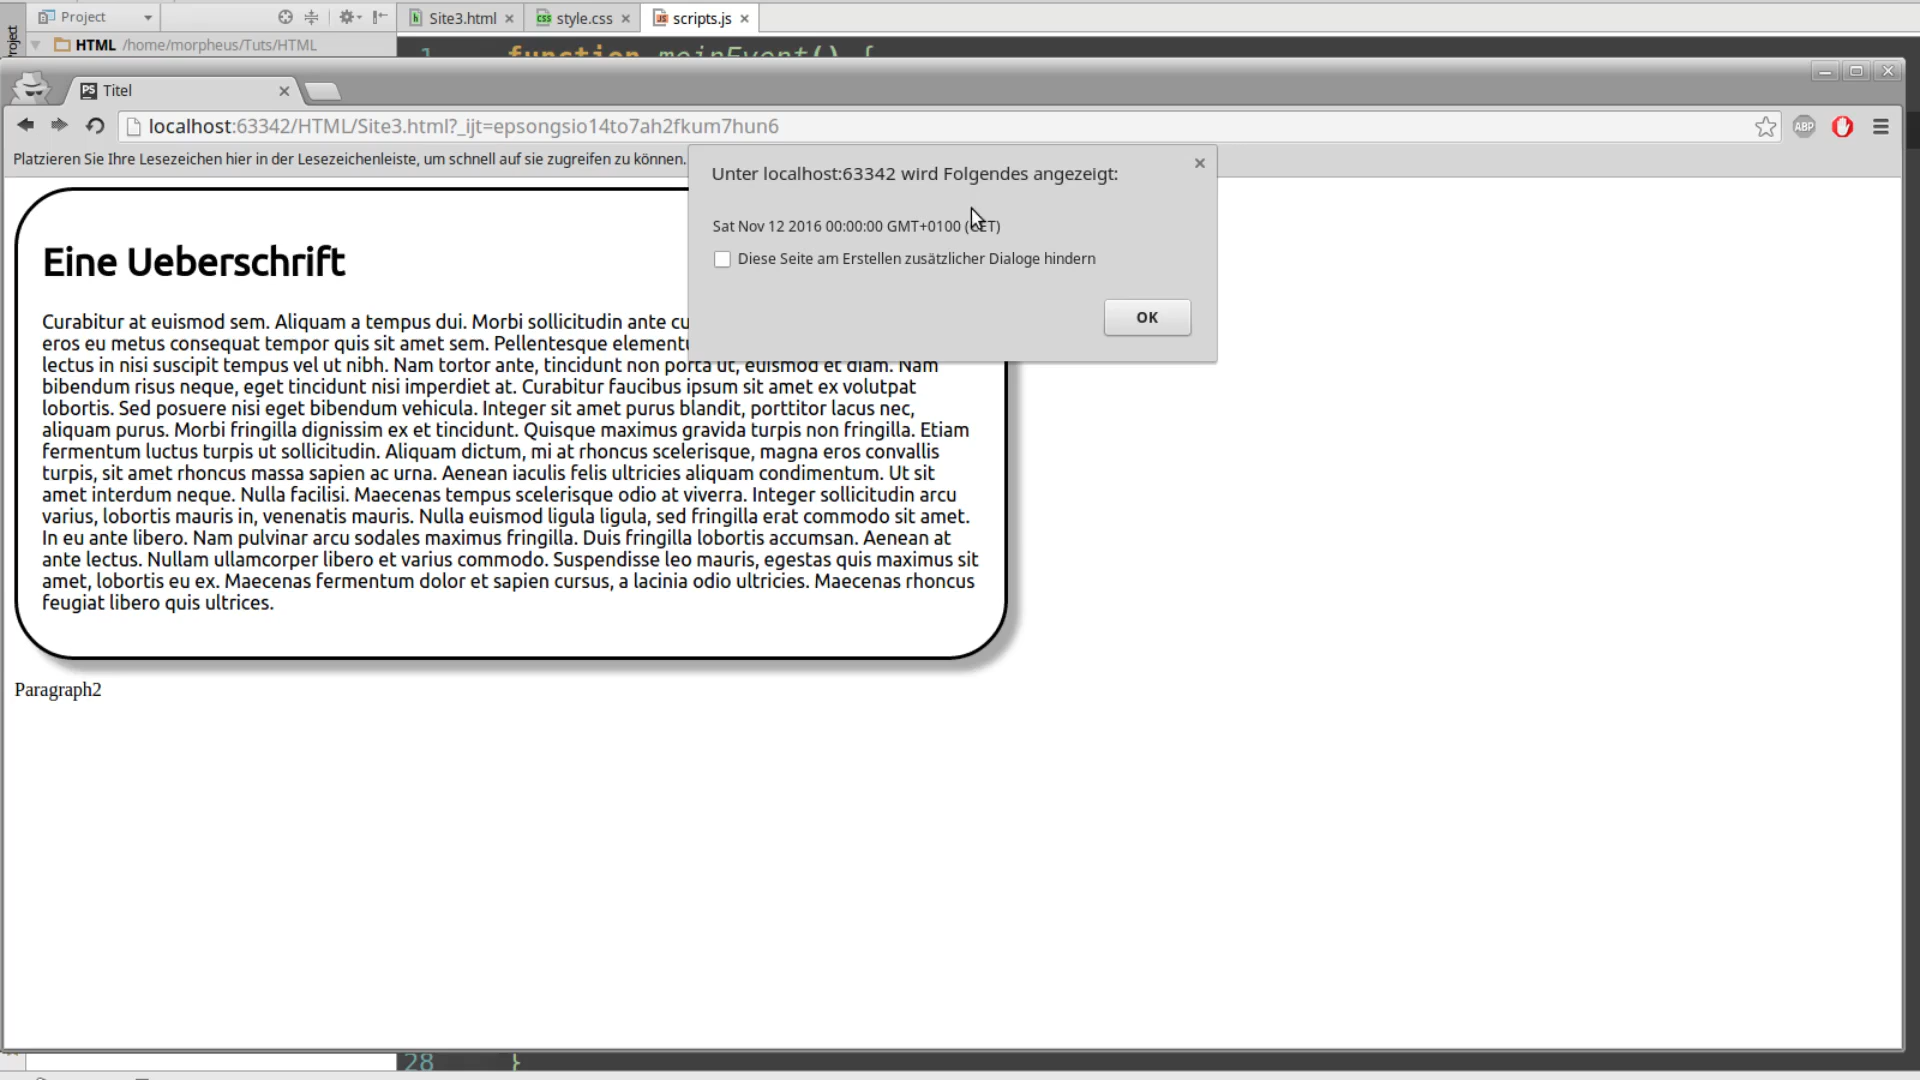 Project
Site3.html
style.css
scripts.js
Project
HTML /home/morpheus/Tuts/HTML
1 function meinEvent() {
Titel
localhost:63342/HTML/Site3.html?_ijt=epsongsio14to7ah2fkum7hun6
ABP
Platzieren Sie Ihre Lesezeichen hier in der Lesezeichenleiste, um schnell auf sie zugreifen zu können.
Unter localhost:63342 wird Folgendes angezeigt:
Sat Nov 12 2016 00:00:00 GMT+0100 (CET)
Diese Seite am Erstellen zusätzlicher Dialoge hindern
OK
Eine Ueberschrift
Curabitur at euismod sem. Aliquam a tempus dui. Morbi sollicitudin ante
eros eu metus consequat tempor quis sit amet sem. Pellentesque
lectus in nisi suscipit tempus vel ut nibh. Nam tortor ante, tincidunt non porta ut, euismod et diam. Nam
bibendum risus neque, eget tincidunt nisi imperdiet at. Curabitur faucibus ipsum sit amet ex volutpat
lobortis. Sed posuere nisi eget bibendum vehicula. Integer sit amet purus blandit, porttitor lacus nec,
aliquam purus. Morbi fringilla dignissim ex et tincidunt. Quisque maximus gravida turpis non fringilla. Etiam
fermentum luctus turpis ut sollicitudin. Aliquam dictum, mi at rhoncus scelerisque, magna eros convallis
turpis, sit amet rhoncus massa sapien ac urna. Aenean iaculis felis ultricies aliquam condimentum. Ut sit
amet interdum neque. Nulla facilisi. Maecenas tempus scelerisque odio at viverra. Integer sollicitudin arcu
varius, lobortis mauris in, venenatis mauris. Nulla euismod ligula ligula, sed fringilla erat commodo sit amet.
In eu ante libero. Nam pulvinar arcu sodales maximus fringilla. Duis fringilla lobortis accumsan. Aenean at
ante lectus. Nullam ullamcorper libero et varius commodo. Suspendisse leo mauris, egestas quis maximus sit
amet, lobortis eu ex. Maecenas fermentum dolor et sapien cursus, a lacinia odio ultricies. Maecenas rhoncus
feugiat libero quis ultrices.
Paragraph2
28 }